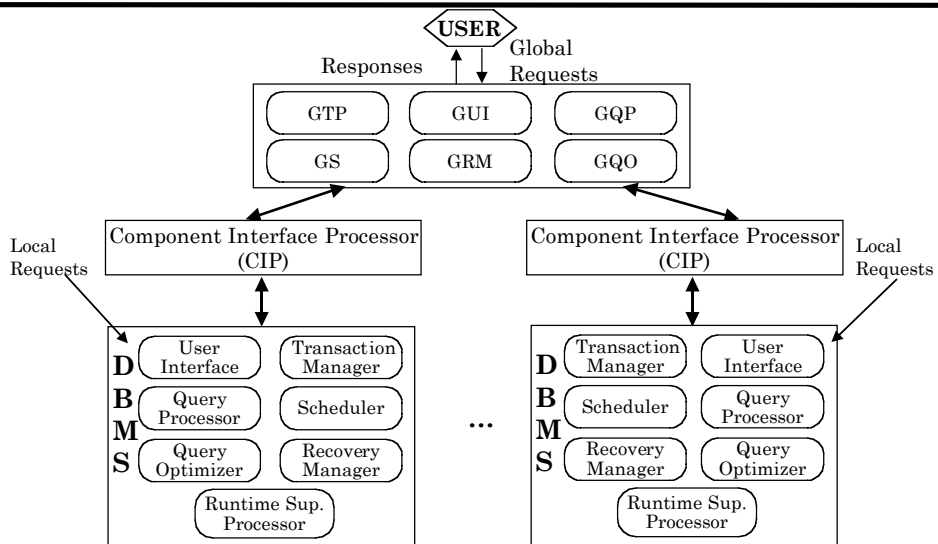 USER
Responses
Global
Requests
GTP
GUI
GQP
GS
GRM
GQO
Component Interface Processor
(CIP)
Component Interface Processor
(CIP)
Local
Requests
Local
Requests
D
B
M
S
User
Interface
Transaction
Manager
Query
Processor
Scheduler
Query
Optimizer
Recovery
Manager
Runtime Sup.
Processor
...
D
B
M
S
Transaction
Manager
User
Interface
Scheduler
Query
Processor
Recovery
Manager
Query
Optimizer
Runtime Sup.
Processor